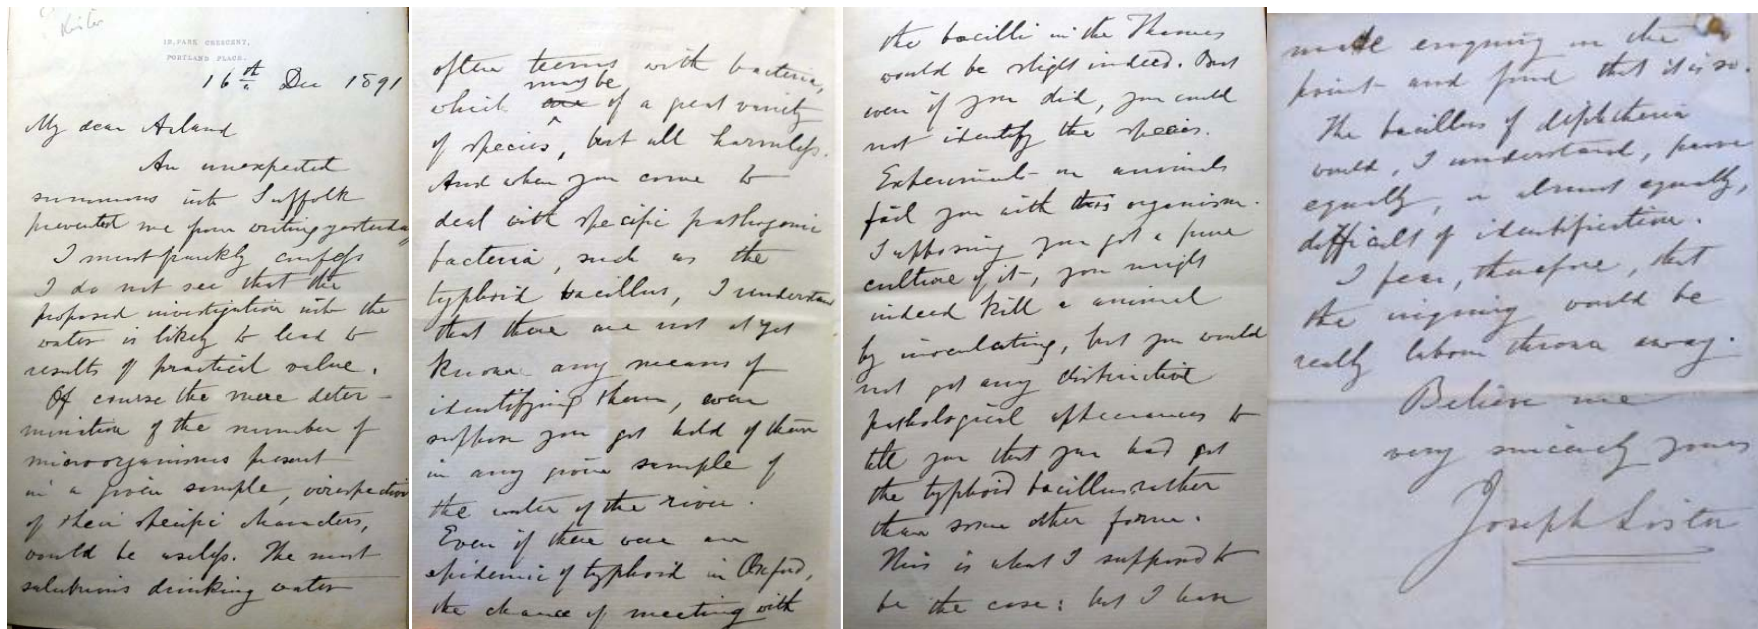 Lister
12, PARK CRESCENT,
PORTLAND PLACE.
16th Dec 1891
My dear Acland
An unexpected
summons into Suffolk
prevented me from writing yesterday
I must frankly confess
I do not see that the
proposed investigation into the
water is likely to lead to
results of practical value.
Of course the mere deter-
mination of the number of
microorganisms present
in a given sample, irrespective
of their specific characters,
would be useless. The most
salubrious drinking water
often teems with bacteria,
may be
which are of a great variety
of species, but all harmless.
And when you come to
deal with specific pathogenic
bacteria, such as the
typhoid bacillus, I understand
that there are not as yet
known any means of
identifying them, even
suppose you got hold of them
in any given sample of
the water of the river.
Even if there were an
epidemic of typhoid in Oxford,
the chance of meeting with
the bacilli in the Thames
would be slight indeed. But
even if you did, you could
not identify the species.
Experiments on animals
fail you with this organism.
Supposing you got a pure
culture of it, you might
indeed kill a animal
by inoculating, but you would
not get any distinctive
pathological appearances to
tell you that you had got
the typhoid bacillus rather
than some other form.
This is what I supposed to
be the case: but I have
made enquiry on the
point and find that it is so.
The bacillus of diphtheria
would, I understand, prove
equally, or almost equally,
difficult of identification.
I fear, therefore, that
the inquiry would be
really labour thrown away.
Believe me
very sincerely yours
Joseph Lister